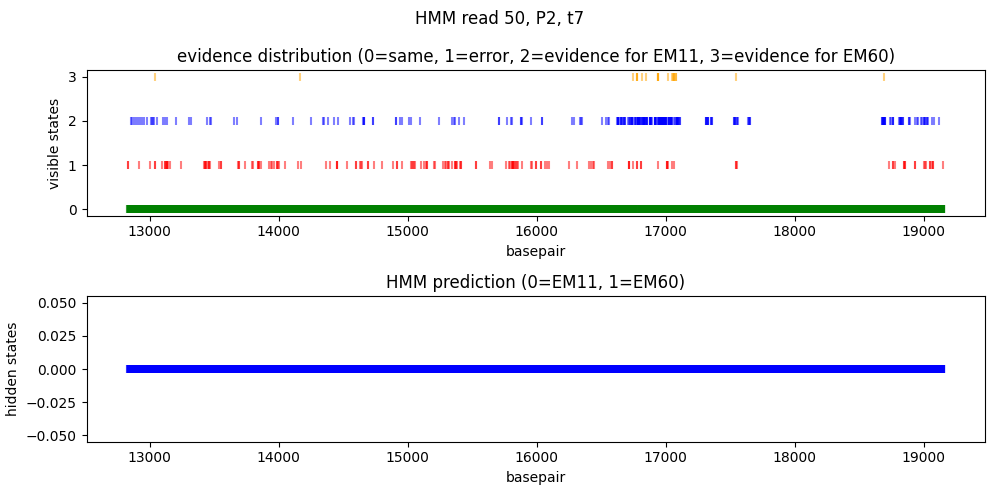 HMM read 50, P2, t7
evidence distribution (0=same, 1=error, 2=evidence for EM11, 3=evidence for EM60)
visible states
3
2
1
0
13000 14000 15000 16000 17000 18000 19000
basepair
HMM prediction (0=EM11, 1=EM60)
hidden states
0.050
0.025
0.000
−0.025
−0.050
13000 14000 15000 16000 17000 18000 19000
basepair